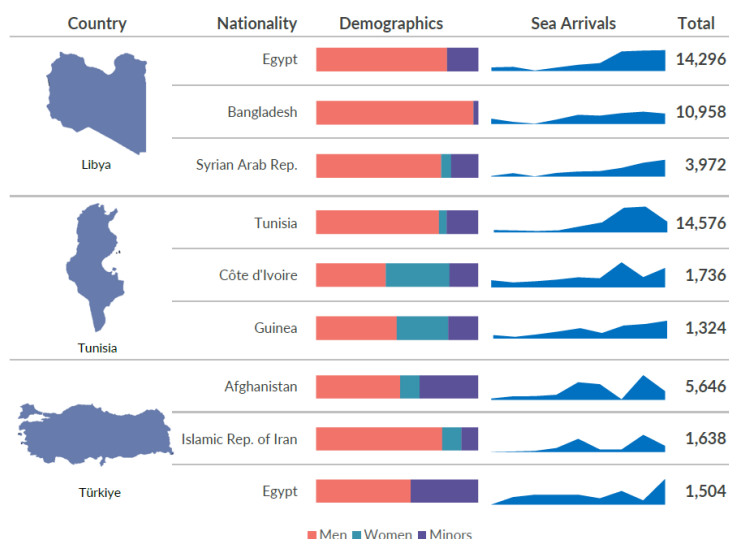 Country Nationality Demographics Sea Arrivals Total
Egypt 14,296
Bangladesh 10,958
Libya
Syrian Arab Rep. 3,972
Tunisia 14,576
Côte d'Ivoire 1,736
Guinea 1,324
Tunisia
Afghanistan 5,646
Islamic Rep. of Iran 1,638
Türkiye
Egypt 1,504
Men Women Minors